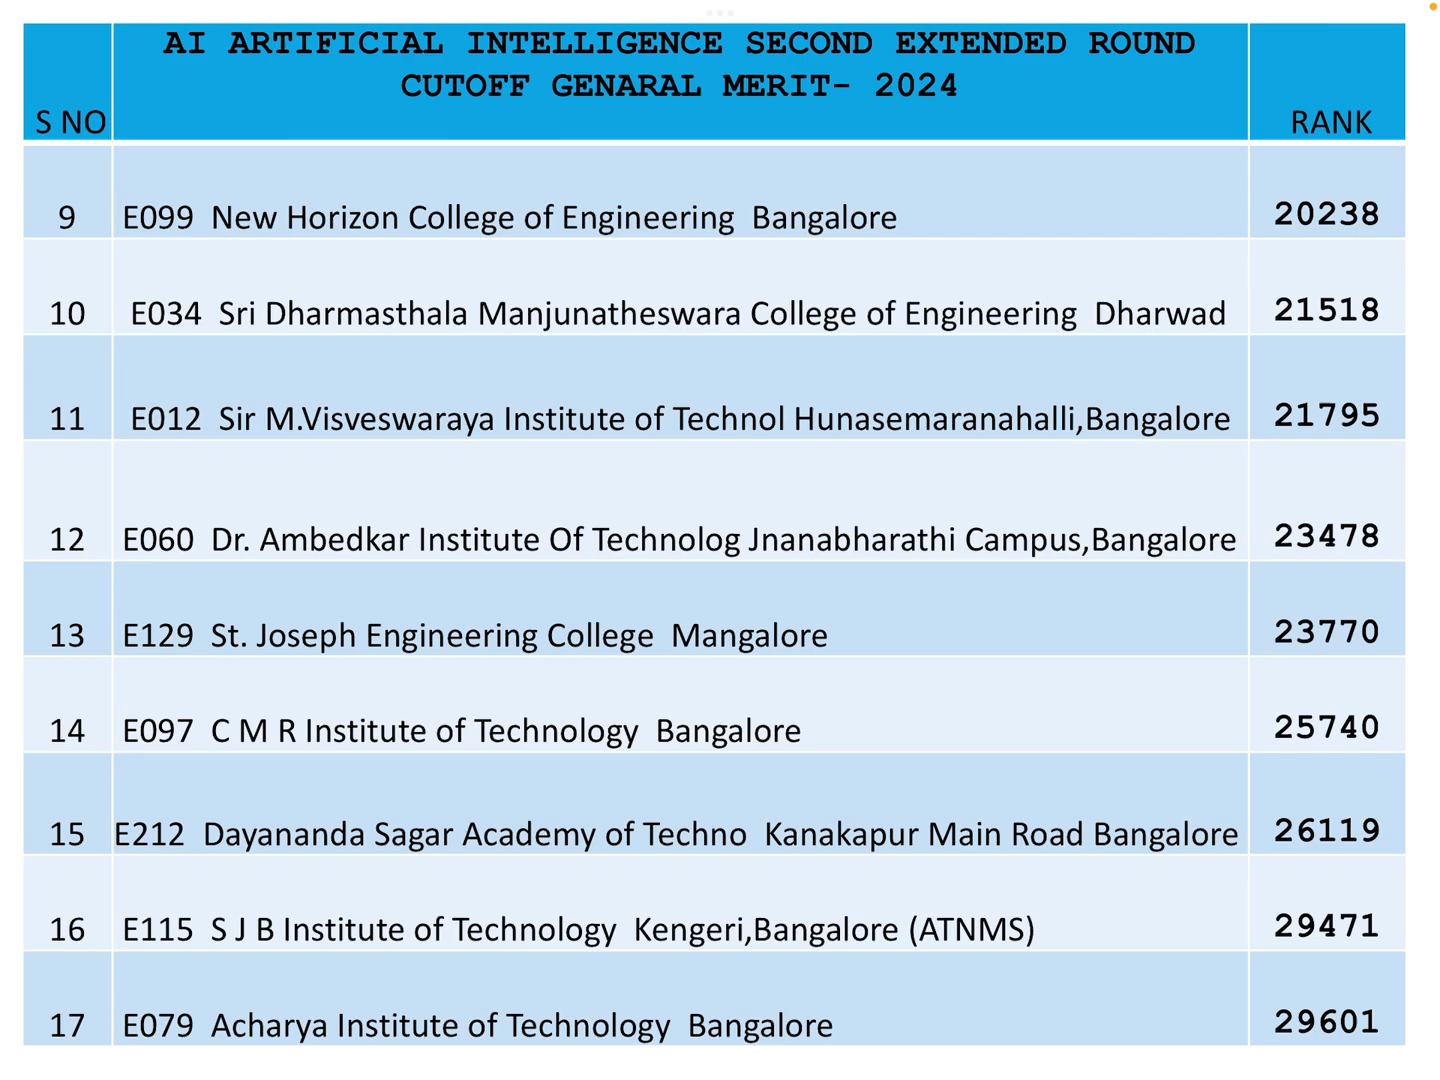 AI ARTIFICIAL INTELLIGENCE SECOND EXTENDED ROUND
CUTOFF GENARAL MERIT- 2024
S NO RANK
9 E099 New Horizon College of Engineering Bangalore 20238
10 E034 Sri Dharmasthala Manjunatheswara College of Engineering Dharwad 21518
11 E012 Sir M.Visveswaraya Institute of Technol Hunasemaranahalli,Bangalore 21795
12 E060 Dr. Ambedkar Institute Of Technolog Jnanabharathi Campus,Bangalore 23478
13 E129 St. Joseph Engineering College Mangalore 23770
14 E097 C M R Institute of Technology Bangalore 25740
15 E212 Dayananda Sagar Academy of Techno Kanakapur Main Road Bangalore 26119
16 E115 S J B Institute of Technology Kengeri,Bangalore (ATNMS) 29471
17 E079 Acharya Institute of Technology Bangalore 29601